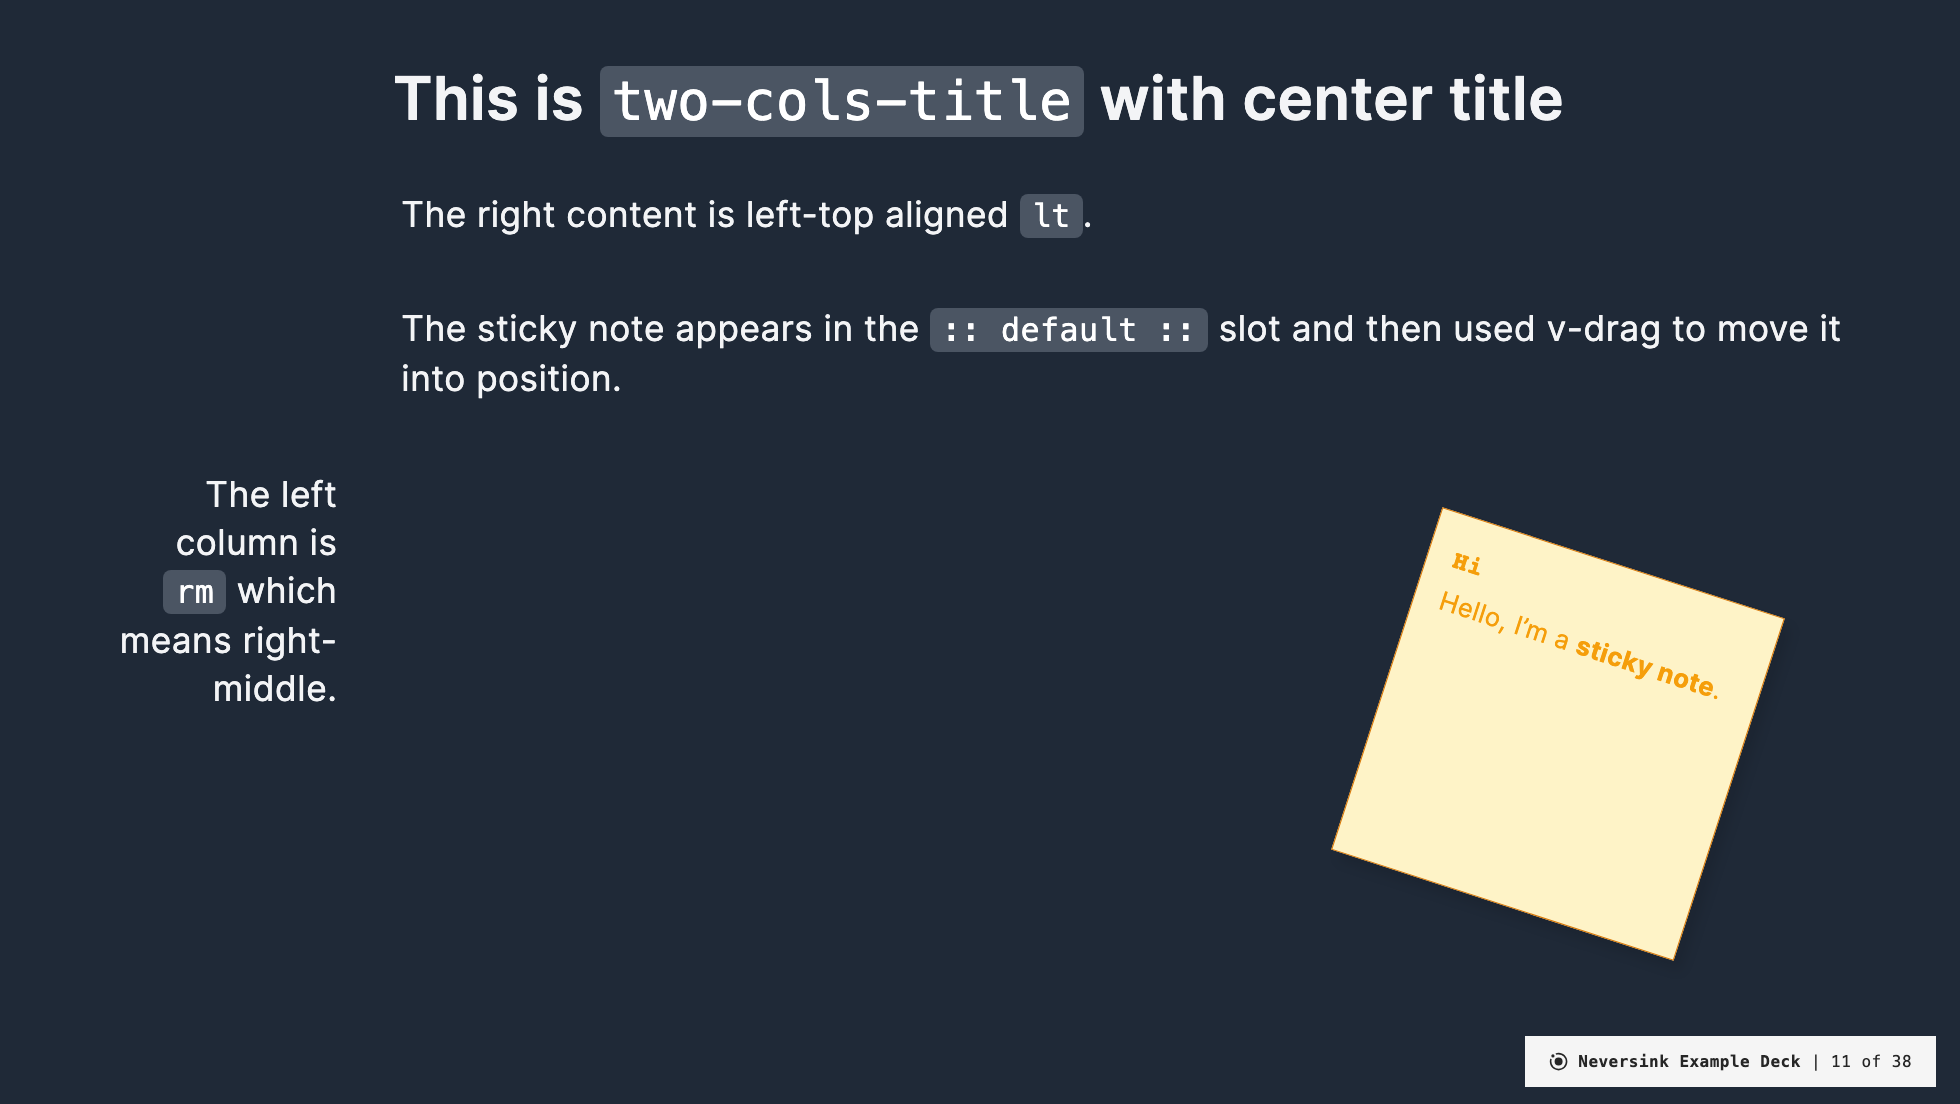 This is two-cols-title with center title
The right content is left-top aligned lt.
The sticky note appears in the :: default :: slot and then used v-drag to move it
into position.
The left
column is
rm which
means right-
middle.
Hi
Hello, I’m a sticky note.
Neversink Example Deck | 11 of 38